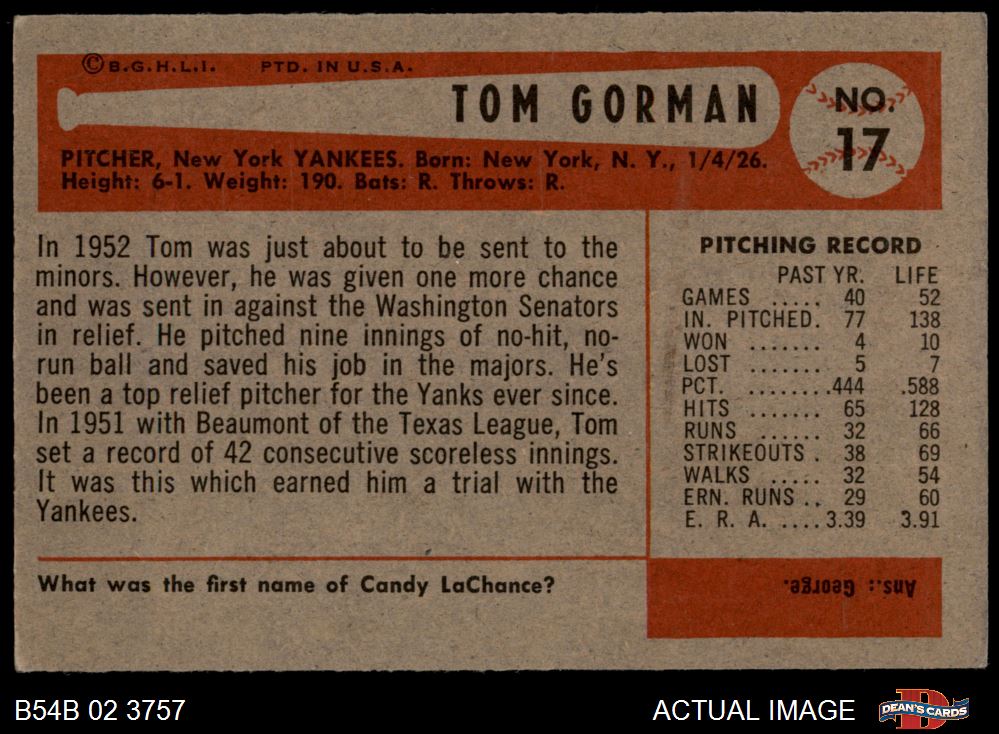 ©B.G.H.L.I. PTD. IN U.S.A.
TOM GORMAN
NO.
17
PITCHER, New York YANKEES. Born: New York, N. Y., 1/4/26.
Height: 6-1. Weight: 190. Bats: R. Throws: R.
In 1952 Tom was just about to be sent to the
minors. However, he was given one more chance
and was sent in against the Washington Senators
in relief. He pitched nine innings of no-hit, no-
run ball and saved his job in the majors. He's
been a top relief pitcher for the Yanks ever since.
In 1951 with Beaumont of the Texas League, Tom
set a record of 42 consecutive scoreless innings.
It was this which earned him a trial with the
Yankees.
PITCHING RECORD
PAST YR. LIFE
GAMES ..... 40 52
IN. PITCHED. 77 138
WON ....... 4 10
LOST ....... 5 7
PCT. ........444 .588
HITS ....... 65 128
RUNS ...... 32 66
STRIKEOUTS . 38 69
WALKS ..... 32 54
ERN. RUNS .. 29 60
E. R. A. ....3.39 3.91
What was the first name of Candy LaChance?
Ans.: George.
B54B 02 3757
ACTUAL IMAGE
D
DEAN'S CARDS